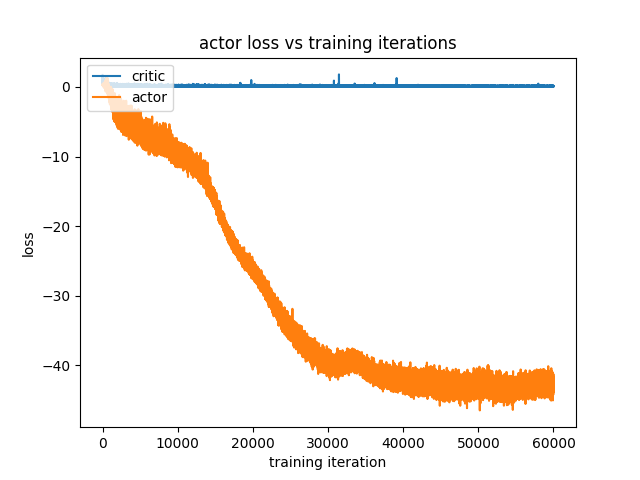 actor loss vs training iterations
critic
actor
0
−10
−20
−30
−40
loss
0 10000 20000 30000 40000 50000 60000
training iteration